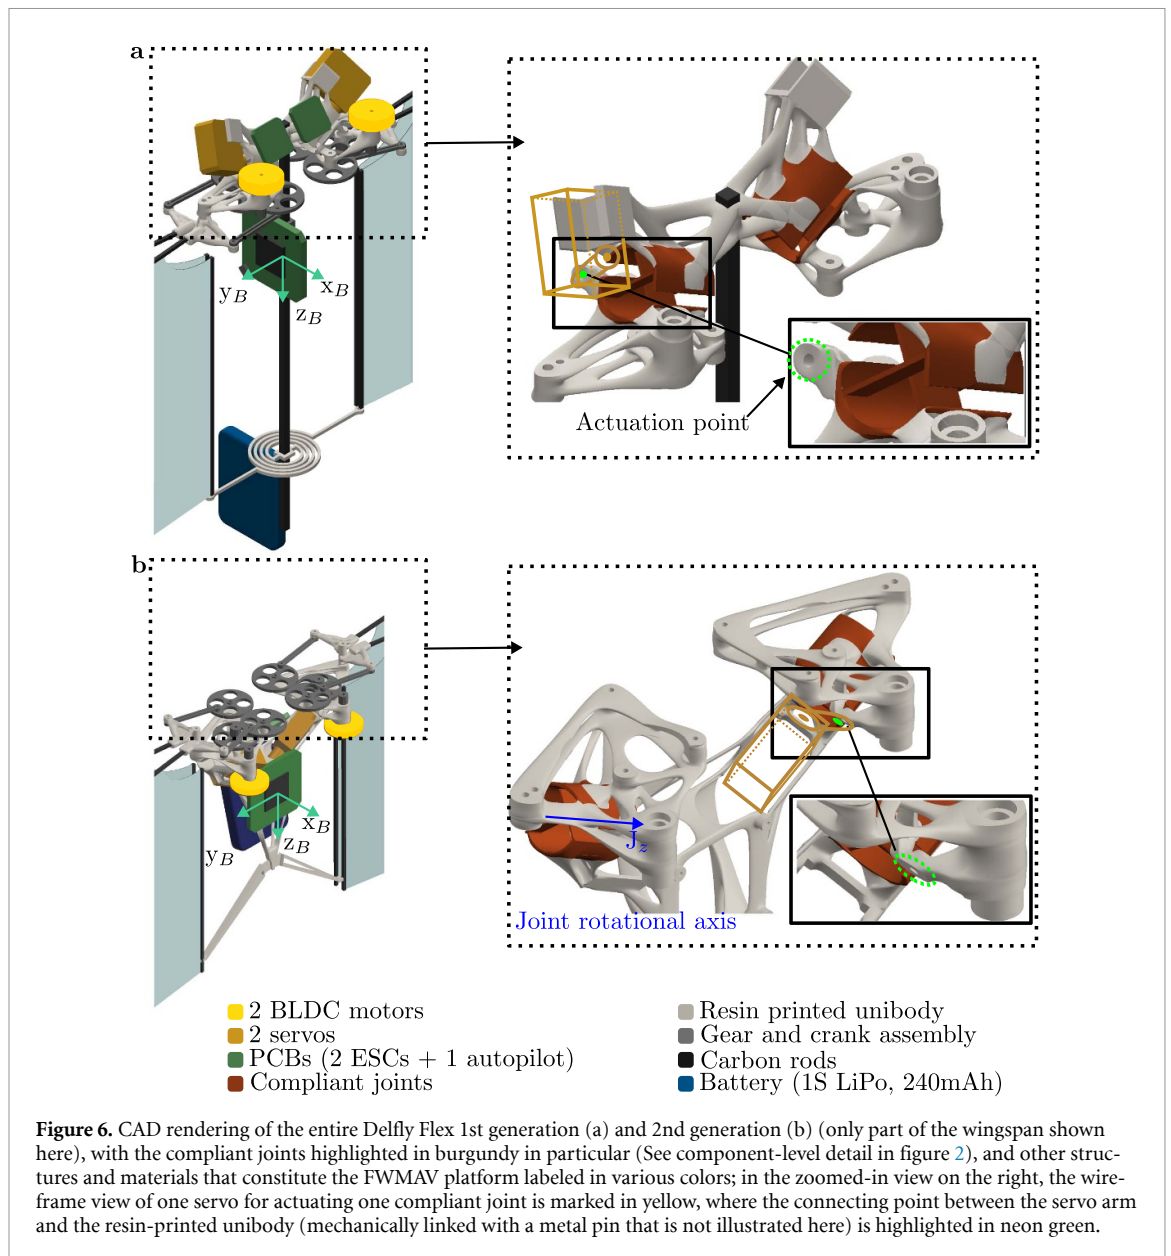 a
y_B
x_B
z_B
Actuation point
b
x_B
y_B
z_B
J_z
Joint rotational axis
2 BLDC motors
2 servos
PCBs (2 ESCs + 1 autopilot)
Compliant joints
Resin printed unibody
Gear and crank assembly
Carbon rods
Battery (1S LiPo, 240mAh)
Figure 6. CAD rendering of the entire Delfly Flex 1st generation (a) and 2nd generation (b) (only part of the wingspan shown
here), with the compliant joints highlighted in burgundy in particular (See component-level detail in figure 2), and other struc-
tures and materials that constitute the FWMAV platform labeled in various colors; in the zoomed-in view on the right, the wire-
frame view of one servo for actuating one compliant joint is marked in yellow, where the connecting point between the servo arm
and the resin-printed unibody (mechanically linked with a metal pin that is not illustrated here) is highlighted in neon green.